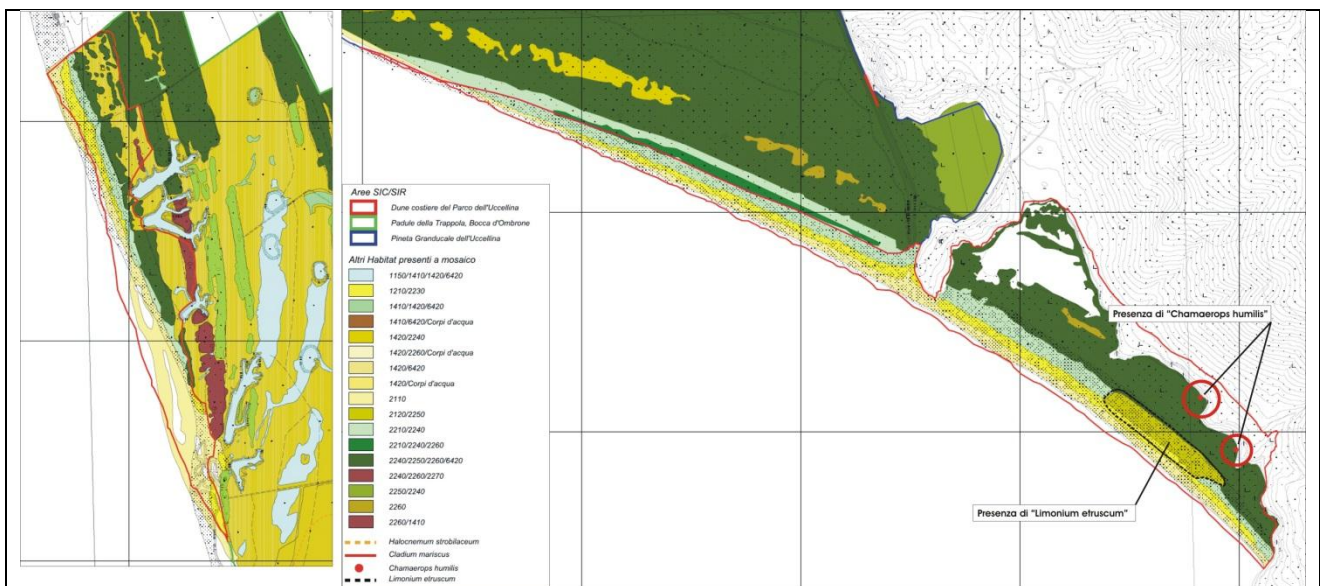 Aree SIC/SIR
Dune costiere del Parco dell'Uccellina
Padule della Trappola, Bocca d'Ombrone
Pineta Granducale dell'Uccellina
Altri Habitat presenti a mosaico
1150/1410/1420/6420
1210/2230
1410/1420/6420
1410/6420/Corpi d'acqua
1420/2240
1420/2260/Corpi d'acqua
1420/6420
1420/Corpi d'acqua
2110
2120/2250
2210/2240
2210/2240/2260
2240/2250/2260/6420
2240/2260/2270
2250/2240
2260
2260/1410
Halocnemum strobilaceum
Cladium mariscus
Chamaerops humilis
Limonium etruscum
Presenza di "Chamaerops humilis"
Presenza di "Limonium etruscum"